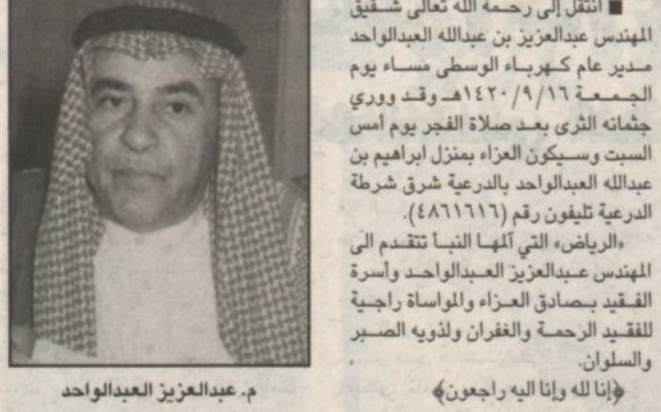 ■ انتقل إلى رحمة الله تعالى شقيق
المهندس عبدالعزيز بن عبدالله العبدالواحد
مدير عام كهرباء الوسطى مساء يوم
الجمعة ١٤٢٠/٩/١٦هـ وقد ووري
جثمانه الثرى بعد صلاة الفجر يوم أمس
السبت وسيكون العزاء بمنزل ابراهيم بن
عبدالله العبدالواحد بالدرعية شرق شرطة
الدرعية تليفون رقم (٤٨٦١٦١٦).
«الرياض» التي آلمها النبأ تتقدم الى
المهندس عبدالعزيز العبدالواحد وأسرة
الفقيد بصادق العزاء والمواساة راجية
للفقيد الرحمة والغفران ولذويه الصبر
والسلوان.
﴿إنا لله وإنا اليه راجعون﴾
م. عبدالعزيز العبدالواحد